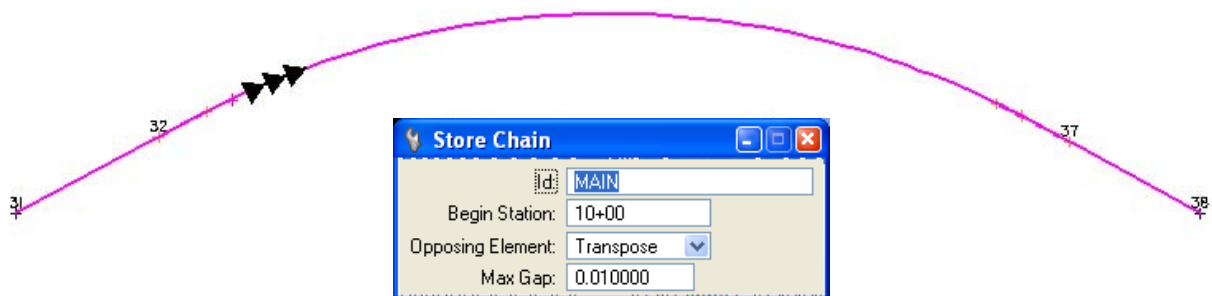 32
37
31
38
Store Chain
Id: MAIN
Begin Station: 10+00
Opposing Element: Transpose
Max Gap: 0.010000